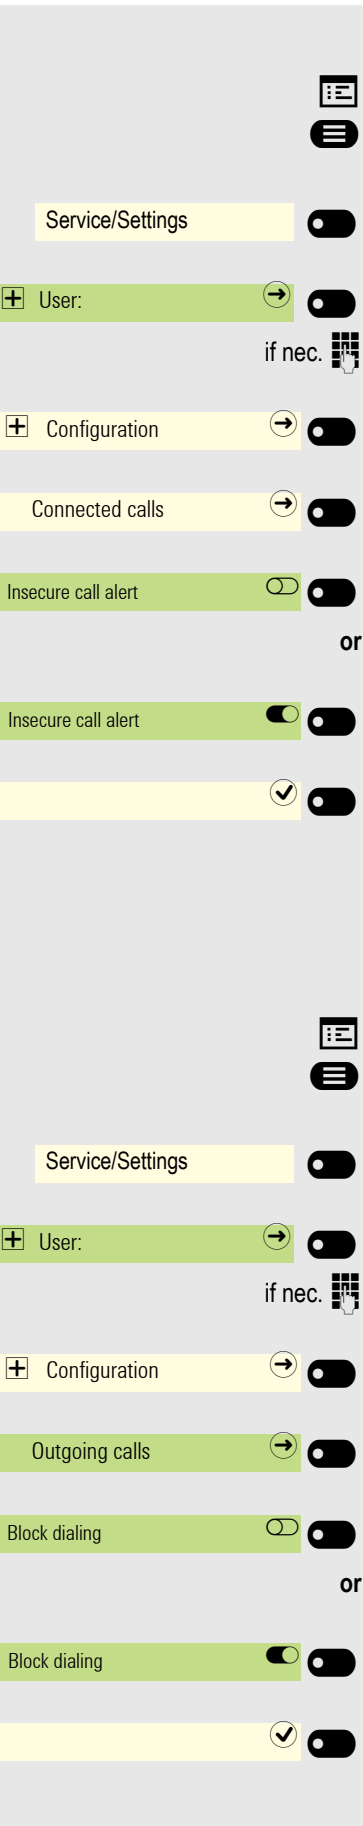 Service/Settings
User:
if nec.
Configuration
Connected calls
Insecure call alert
or
Insecure call alert
Service/Settings
User:
if nec.
Configuration
Outgoing calls
Block dialing
or
Block dialing